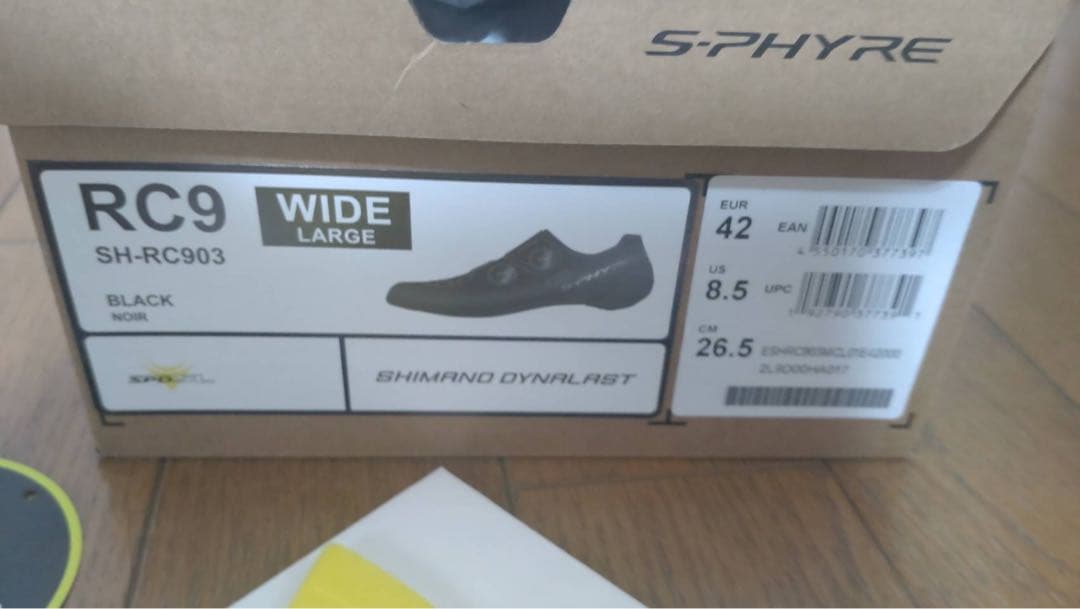 S-PHYRE
RC9
WIDE
LARGE
SH-RC903
BLACK
NOIR
SHIMANO DYNALAST
EUR
42
EAN
US
8.5
UPC
CM
26.5